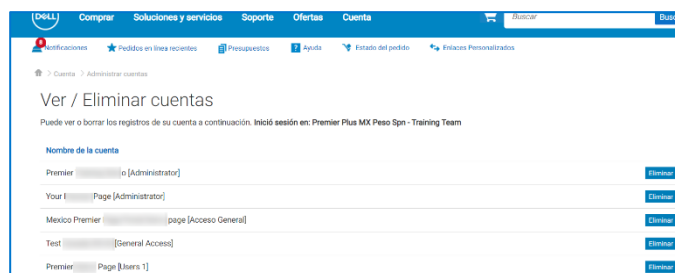 DELL Comprar Soluciones y servicios Soporte Ofertas Cuenta Buscar Busc
8
Notificaciones Pedidos en línea recientes Presupuestos ? Ayuda Estado del pedido Enlaces Personalizados
> Cuenta > Administrar cuentas
Ver / Eliminar cuentas
Puede ver o borrar los registros de su cuenta a continuación. Inició sesión en: Premier Plus MX Peso Spn - Training Team
Nombre de la cuenta
Premier o [Administrator] Eliminar
Your Page [Administrator] Eliminar
Mexico Premier page [Acceso General] Eliminar
Test [General Access] Eliminar
Premier Page [Users 1] Eliminar